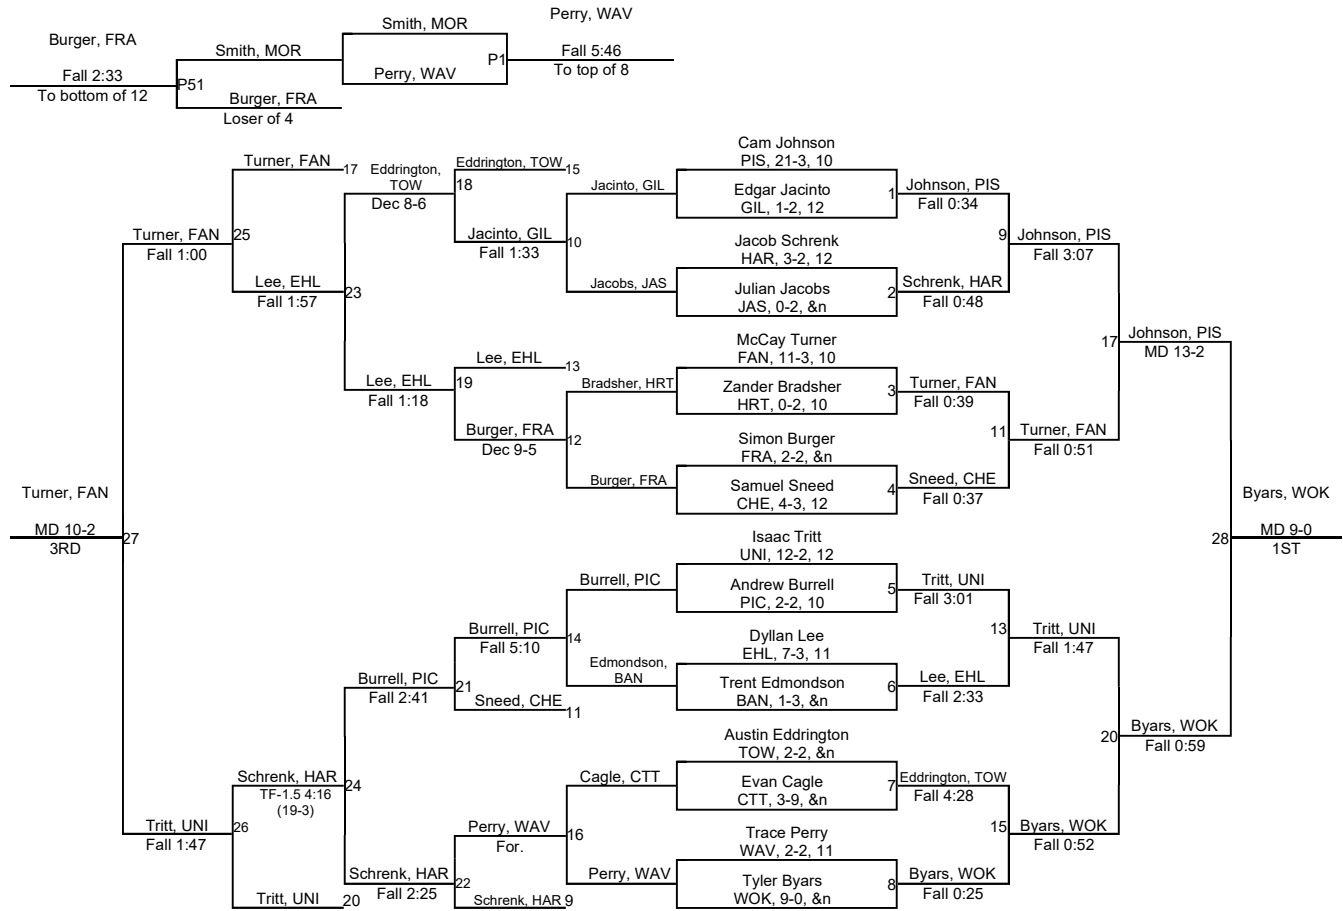 Burger, FRA
Fall 2:33
To bottom of 12
P51
Smith, MOR
Burger, FRA
Loser of 4
Smith, MOR
Perry, WAV
P1
Perry, WAV
Fall 5:46
To top of 8
Turner, FAN
MD 10-2
3RD
27
Turner, FAN
Fall 1:00
Tritt, UNI
Fall 1:47
Turner, FAN
17
25
Lee, EHL
Fall 1:57
23
Schrenk, HAR
TF-1.5 4:16
(19-3)
24
26
Tritt, UNI
20
Eddrington,
TOW
Dec 8-6
18
Lee, EHL
Fall 1:18
19
Burrell, PIC
Fall 2:41
21
Schrenk, HAR
Fall 2:25
22
Eddrington, TOW
15
Jacinto, GIL
Fall 1:33
10
Lee, EHL
13
Burger, FRA
Dec 9-5
12
Burrell, PIC
Fall 5:10
14
Sneed, CHE
11
Perry, WAV
For.
16
Schrenk, HAR
9
Jacinto, GIL
Jacobs, JAS
Bradsher, HRT
Burger, FRA
Burrell, PIC
Edmondson,
BAN
Cagle, CTT
Perry, WAV
Cam Johnson
PIS, 21-3, 10
Edgar Jacinto
GIL, 1-2, 12
1
Jacob Schrenk
HAR, 3-2, 12
Julian Jacobs
JAS, 0-2, &n
2
McCay Turner
FAN, 11-3, 10
Zander Bradsher
HRT, 0-2, 10
3
Simon Burger
FRA, 2-2, &n
Samuel Sneed
CHE, 4-3, 12
4
Isaac Tritt
UNI, 12-2, 12
Andrew Burrell
PIC, 2-2, 10
5
Dyllan Lee
EHL, 7-3, 11
Trent Edmondson
BAN, 1-3, &n
6
Austin Eddrington
TOW, 2-2, &n
Evan Cagle
CTT, 3-9, &n
7
Trace Perry
WAV, 2-2, 11
Tyler Byars
WOK, 9-0, &n
8
Johnson, PIS
Fall 0:34
9
Schrenk, HAR
Fall 0:48
Turner, FAN
Fall 0:39
11
Sneed, CHE
Fall 0:37
Tritt, UNI
Fall 3:01
13
Lee, EHL
Fall 2:33
Eddrington, TOW
Fall 4:28
15
Byars, WOK
Fall 0:25
Johnson, PIS
Fall 3:07
17
Turner, FAN
Fall 0:51
Tritt, UNI
Fall 1:47
20
Byars, WOK
Fall 0:52
Johnson, PIS
MD 13-2
28
Byars, WOK
Fall 0:59
Byars, WOK
MD 9-0
1ST